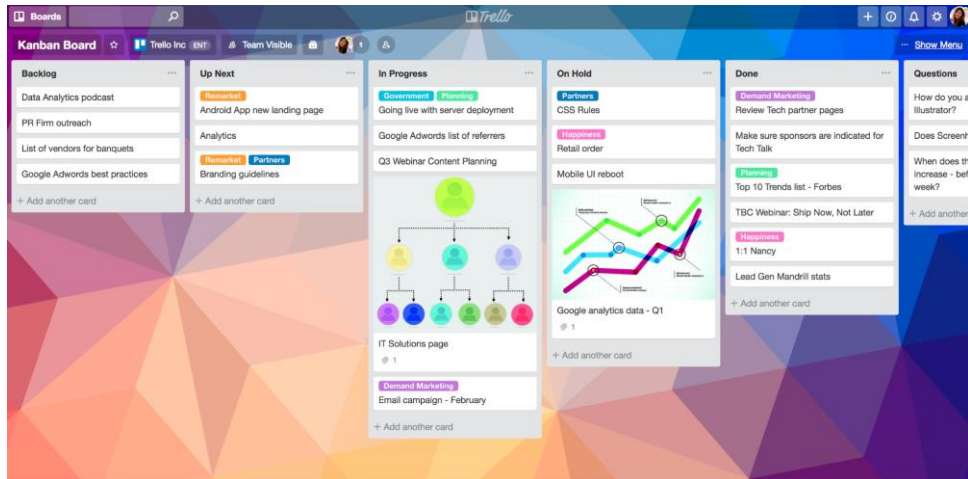 Boards
Trello
Kanban Board
Trello Inc ENT
Team Visible
1
Show Menu
Backlog
Data Analytics podcast
PR Firm outreach
List of vendors for banquets
Google Adwords best practices
+ Add another card
Up Next
Remarket
Android App new landing page
Analytics
Remarket Partners
Branding guidelines
+ Add another card
In Progress
Government Planning
Going live with server deployment
Google Adwords list of referrers
Q3 Webinar Content Planning
IT Solutions page
1
Demand Marketing
Email campaign - February
+ Add another card
On Hold
Partners
CSS Rules
Happiness
Retail order
Mobile UI reboot
Google analytics data - Q1
1
+ Add another card
Done
Demand Marketing
Review Tech partner pages
Make sure sponsors are indicated for
Tech Talk
Planning
Top 10 Trends list - Forbes
TBC Webinar: Ship Now, Not Later
Happiness
1:1 Nancy
Lead Gen Mandrill stats
+ Add another card
Questions
How do you a
Illustrator?
Does Screenh
When does th
increase - bef
week?
+ Add another